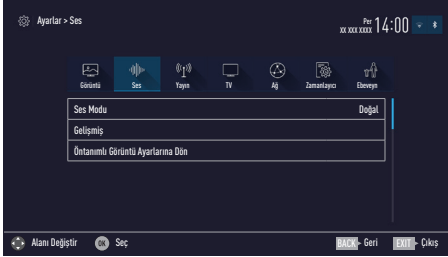 Ayarlar > Ses
Per
xx xxx xxxx 14:00
Görüntü Ses Yayın TV Ağ Zamanlayıcı Ebeveyn
Ses Modu Doğal
Gelişmiş
Öntanımlı Görüntü Ayarlarına Dön
Alanı Değiştir OK Seç BACK Geri EXIT Çıkış